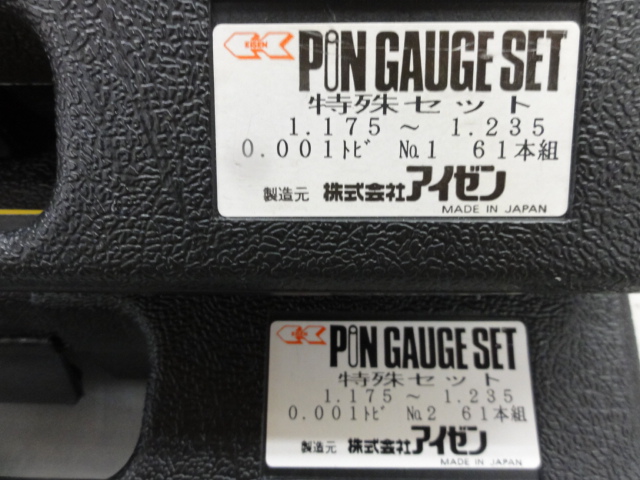 EISEN
PIN GAUGE SET
特殊セット
1.175 ～ 1.235
0.001トビ No.1 61本組
製造元 株式会社アイゼン
MADE IN JAPAN
PIN GAUGE SET
特殊セット
1.175 ～ 1.235
0.001トビ No.2 61本組
製造元 株式会社アイゼン
MADE IN JAPAN